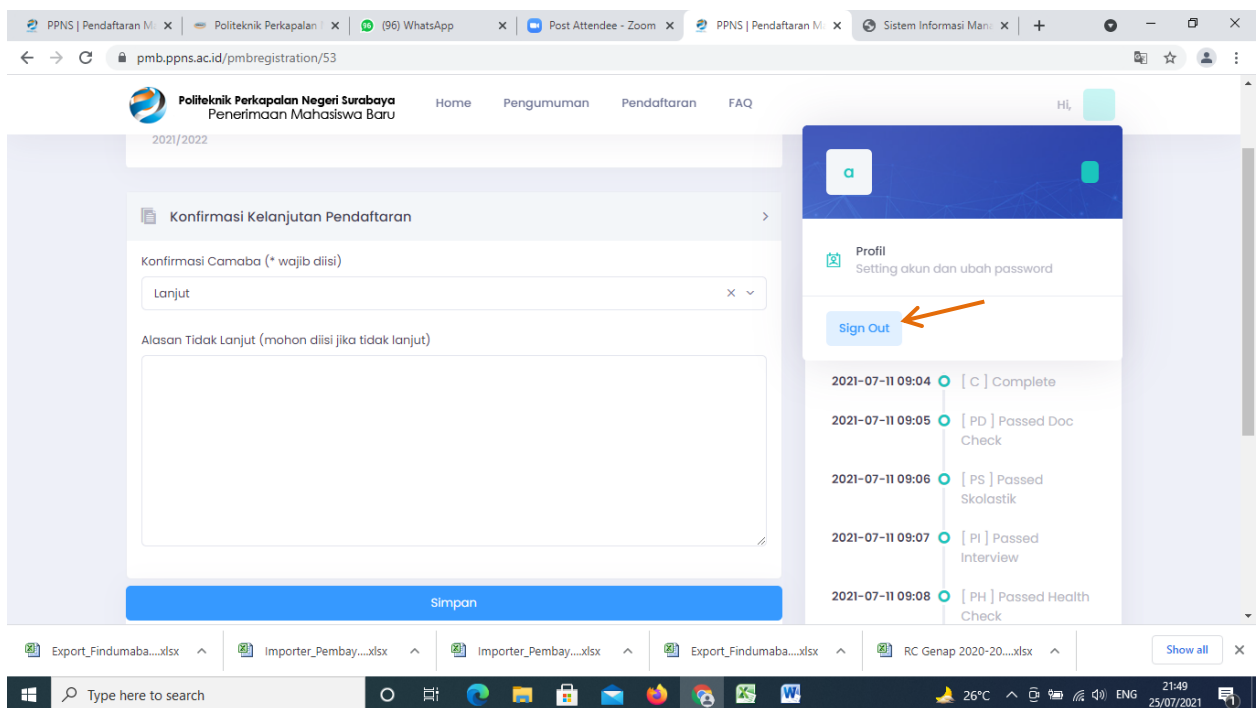 PPNS | Pendaftaran M
Politeknik Perkapalan
(96) WhatsApp
Post Attendee - Zoom
PPNS | Pendaftaran M
Sistem Informasi Mana
pmb.ppns.ac.id/pmbregistration/53
Politeknik Perkapalan Negeri Surabaya
Penerimaan Mahasiswa Baru
Home Pengumuman Pendaftaran FAQ
Hi,
2021/2022
Konfirmasi Kelanjutan Pendaftaran
Konfirmasi Camaba (* wajib diisi)
Lanjut
Alasan Tidak Lanjut (mohon diisi jika tidak lanjut)
Simpan
a
Profil
Setting akun dan ubah password
Sign Out
2021-07-11 09:04 [ C ] Complete
2021-07-11 09:05 [ PD ] Passed Doc
Check
2021-07-11 09:06 [ PS ] Passed
Skolastik
2021-07-11 09:07 [ PI ] Passed
Interview
2021-07-11 09:08 [ PH ] Passed Health
Check
Export_Findumaba....xlsx
Importer_Pembay....xlsx
Importer_Pembay....xlsx
Export_Findumaba....xlsx
RC Genap 2020-20....xlsx
Show all
Type here to search
26°C
ENG
21:49
25/07/2021